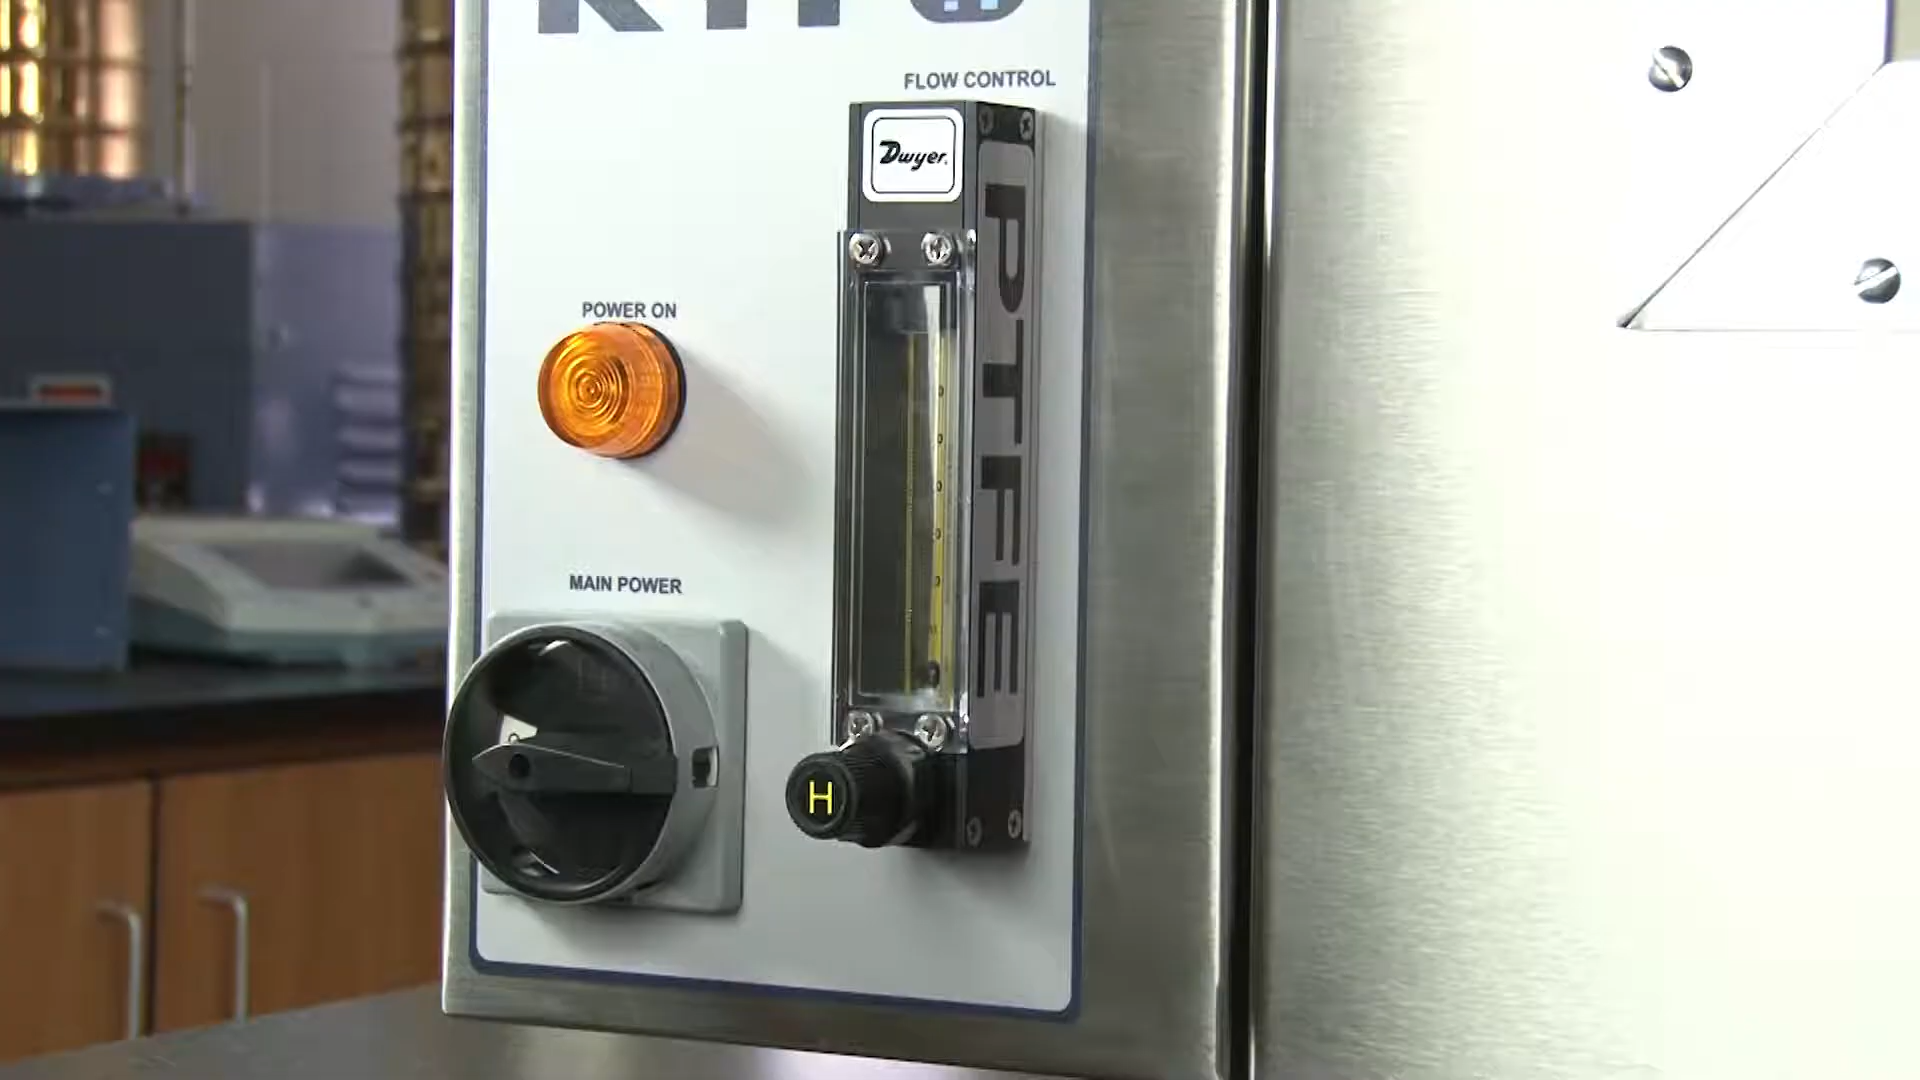 FLOW CONTROL
Dwyer.
PTFE
POWER ON
MAIN POWER
H